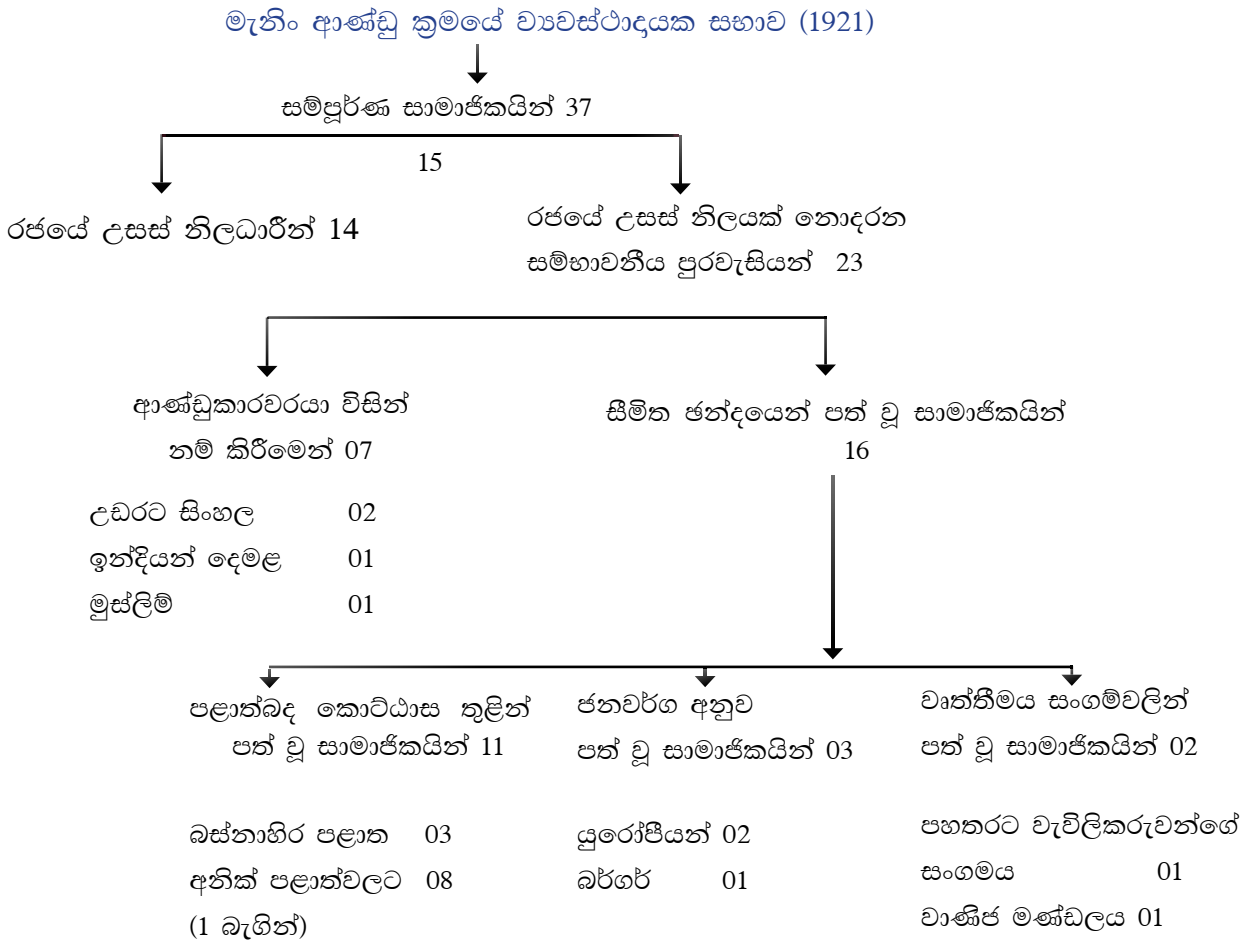 මැනිං ආණ්ඩු ක්‍රමයේ ව්‍යවස්ථාදායක සභාව (1921)
සම්පූර්ණ සාමාජිකයින් 37
15
රජයේ උසස් නිලධාරීන් 14
රජයේ උසස් නිලයක් නොදරන
සම්භාවනීය පුරවැසියන් 23
ආණ්ඩුකාරවරයා විසින්
නම් කිරීමෙන් 07
සීමිත ඡන්දයෙන් පත් වූ සාමාජිකයින්
16
උඩරට සිංහල 02
ඉන්දියන් දෙමළ 01
මුස්ලිම් 01
පළාත්බද කොට්ඨාස තුළින්
පත් වූ සාමාජිකයින් 11
බස්නාහිර පළාත 03
අනික් පළාත්වලට 08
(1 බැගින්)
ජනවර්ග අනුව
පත් වූ සාමාජිකයින් 03
යුරෝපීයන් 02
බර්ගර් 01
වෘත්තීමය සංගම්වලින්
පත් වූ සාමාජිකයින් 02
පහතරට වැවිලිකරුවන්ගේ
සංගමය 01
වාණිජ මණ්ඩලය 01